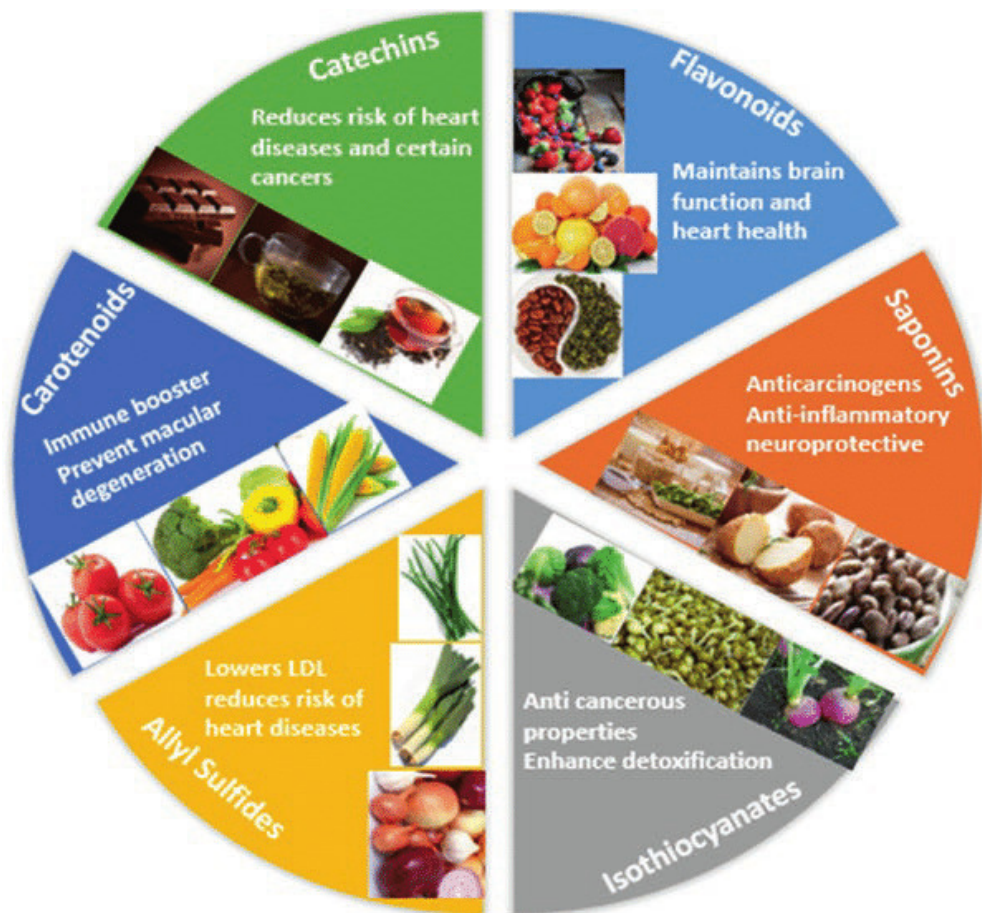 Catechins
Reduces risk of heart
diseases and certain
cancers
Flavonoids
Maintains brain
function and
heart health
Saponins
Anticarcinogens
Anti-inflammatory
neuroprotective
Isothiocyanates
Anti cancerous
properties
Enhance detoxification
Allyl Sulfides
Lowers LDL
reduces risk of
heart diseases
Carotenoids
Immune booster
Prevent macular
degeneration